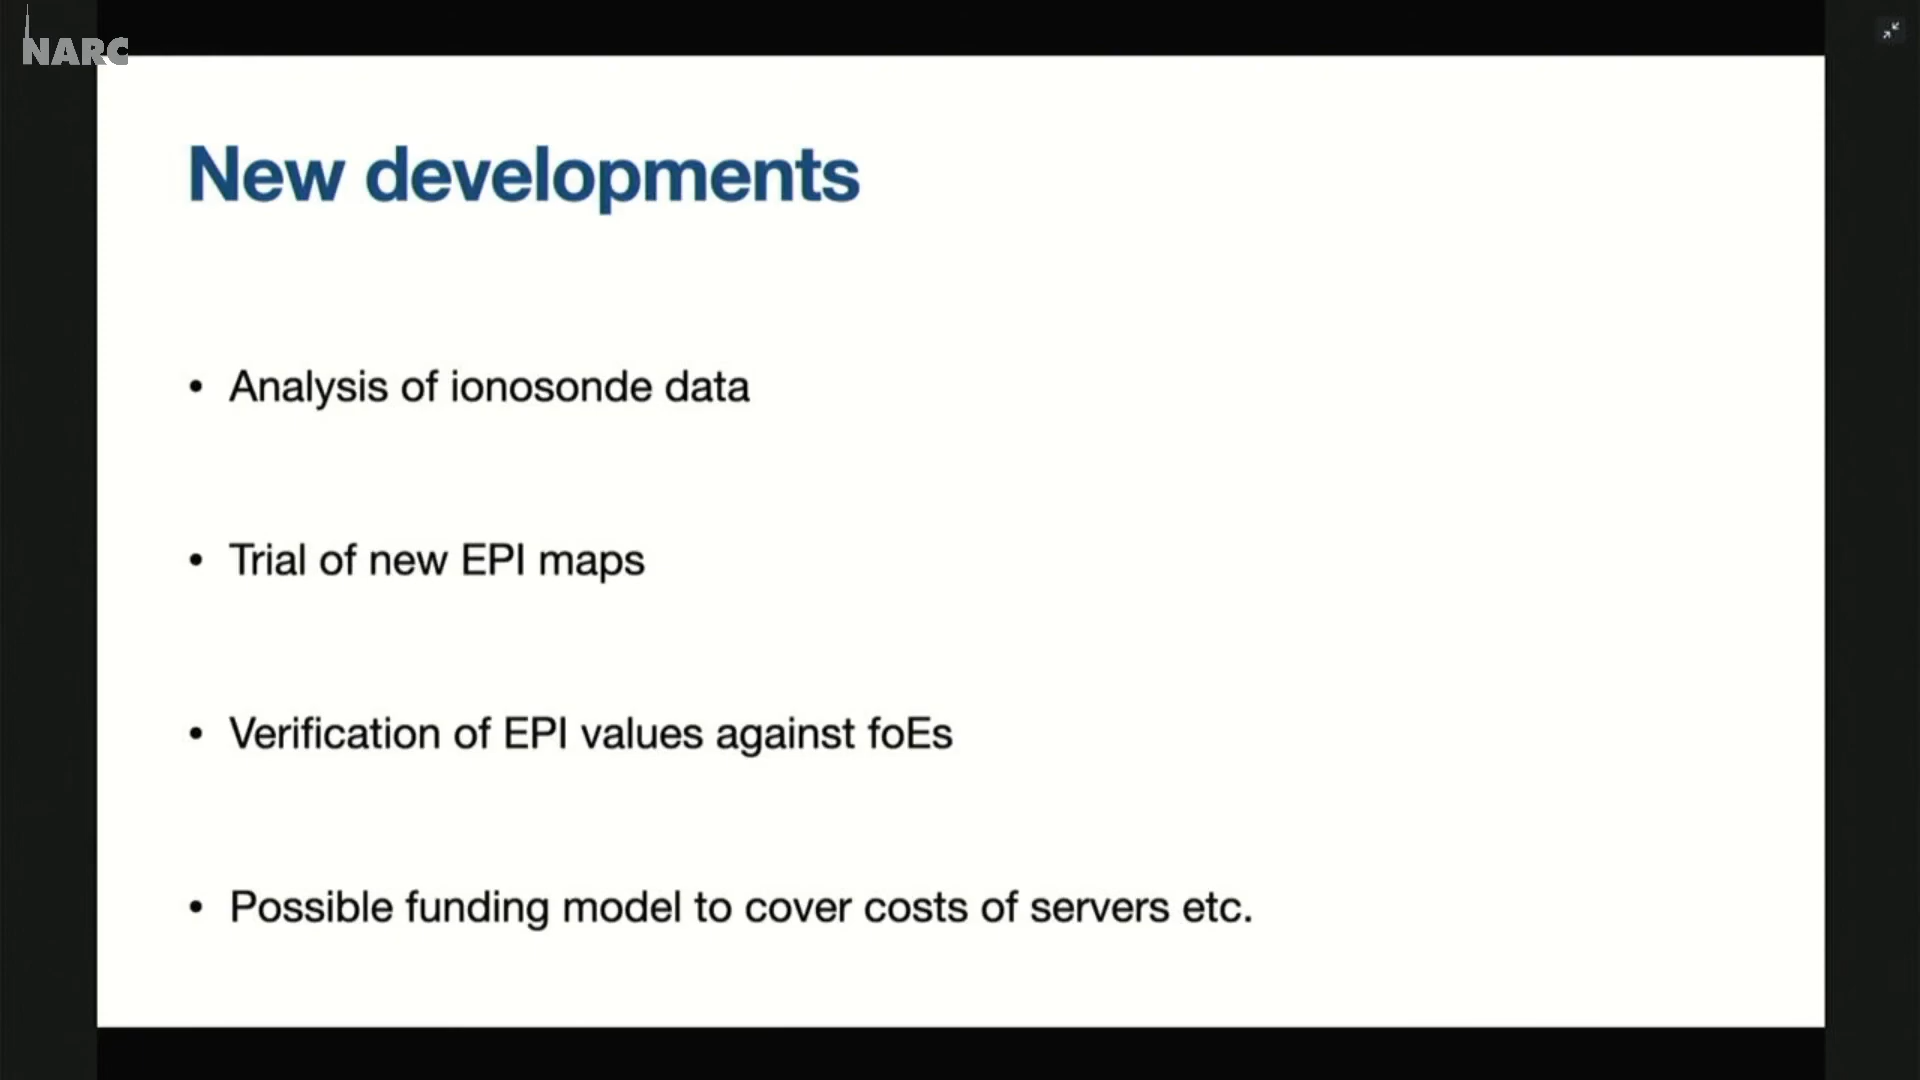 NARC
New developments
• Analysis of ionosonde data
• Trial of new EPI maps
• Verification of EPI values against foEs
• Possible funding model to cover costs of servers etc.